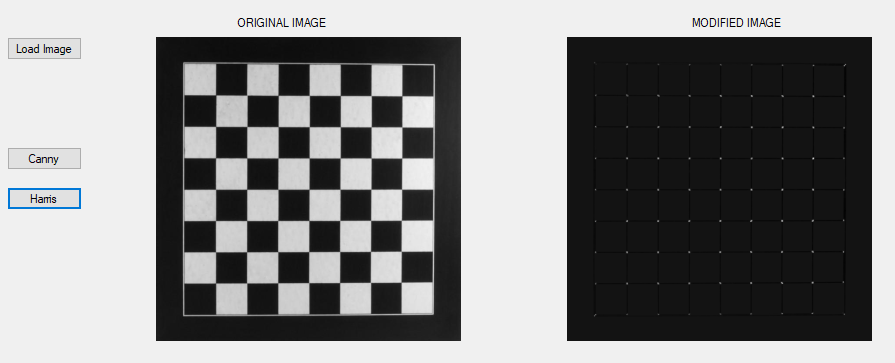 ORIGINAL IMAGE
MODIFIED IMAGE
Load Image
Canny
Harris